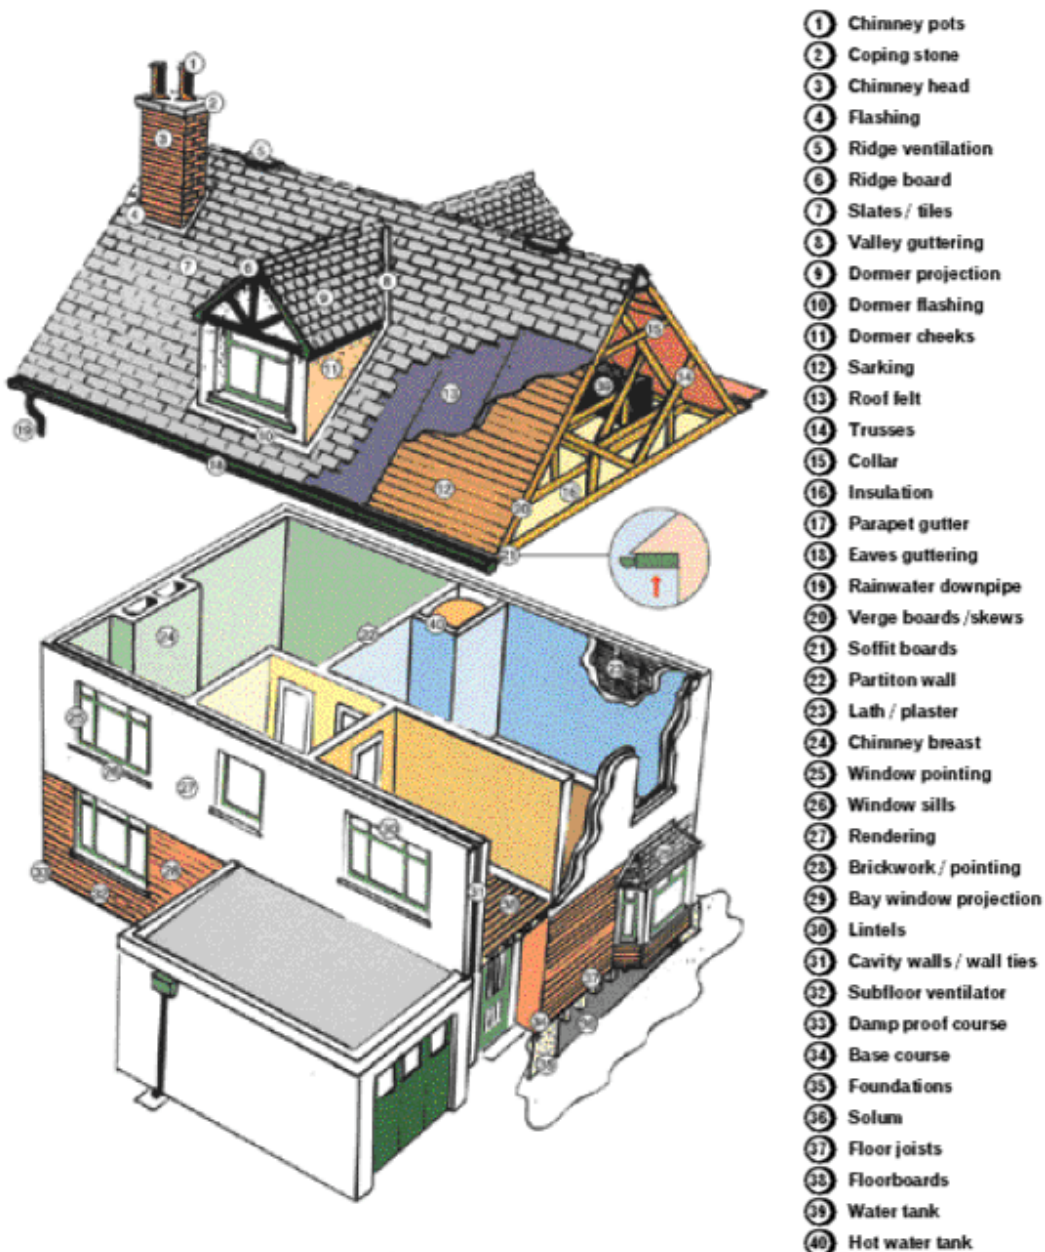 1 Chimney pots
2 Coping stone
3 Chimney head
4 Flashing
5 Ridge ventilation
6 Ridge board
7 Slates / tiles
8 Valley guttering
9 Dormer projection
10 Dormer flashing
11 Dormer cheeks
12 Sarking
13 Roof felt
14 Trusses
15 Collar
16 Insulation
17 Parapet gutter
18 Eaves guttering
19 Rainwater downpipe
20 Verge boards / skews
21 Soffit boards
22 Partiton wall
23 Lath / plaster
24 Chimney breast
25 Window pointing
26 Window sills
27 Rendering
28 Brickwork / pointing
29 Bay window projection
30 Lintels
31 Cavity walls / wall ties
32 Subfloor ventilator
33 Damp proof course
34 Base course
35 Foundations
36 Solum
37 Floor joists
38 Floorboards
39 Water tank
40 Hot water tank